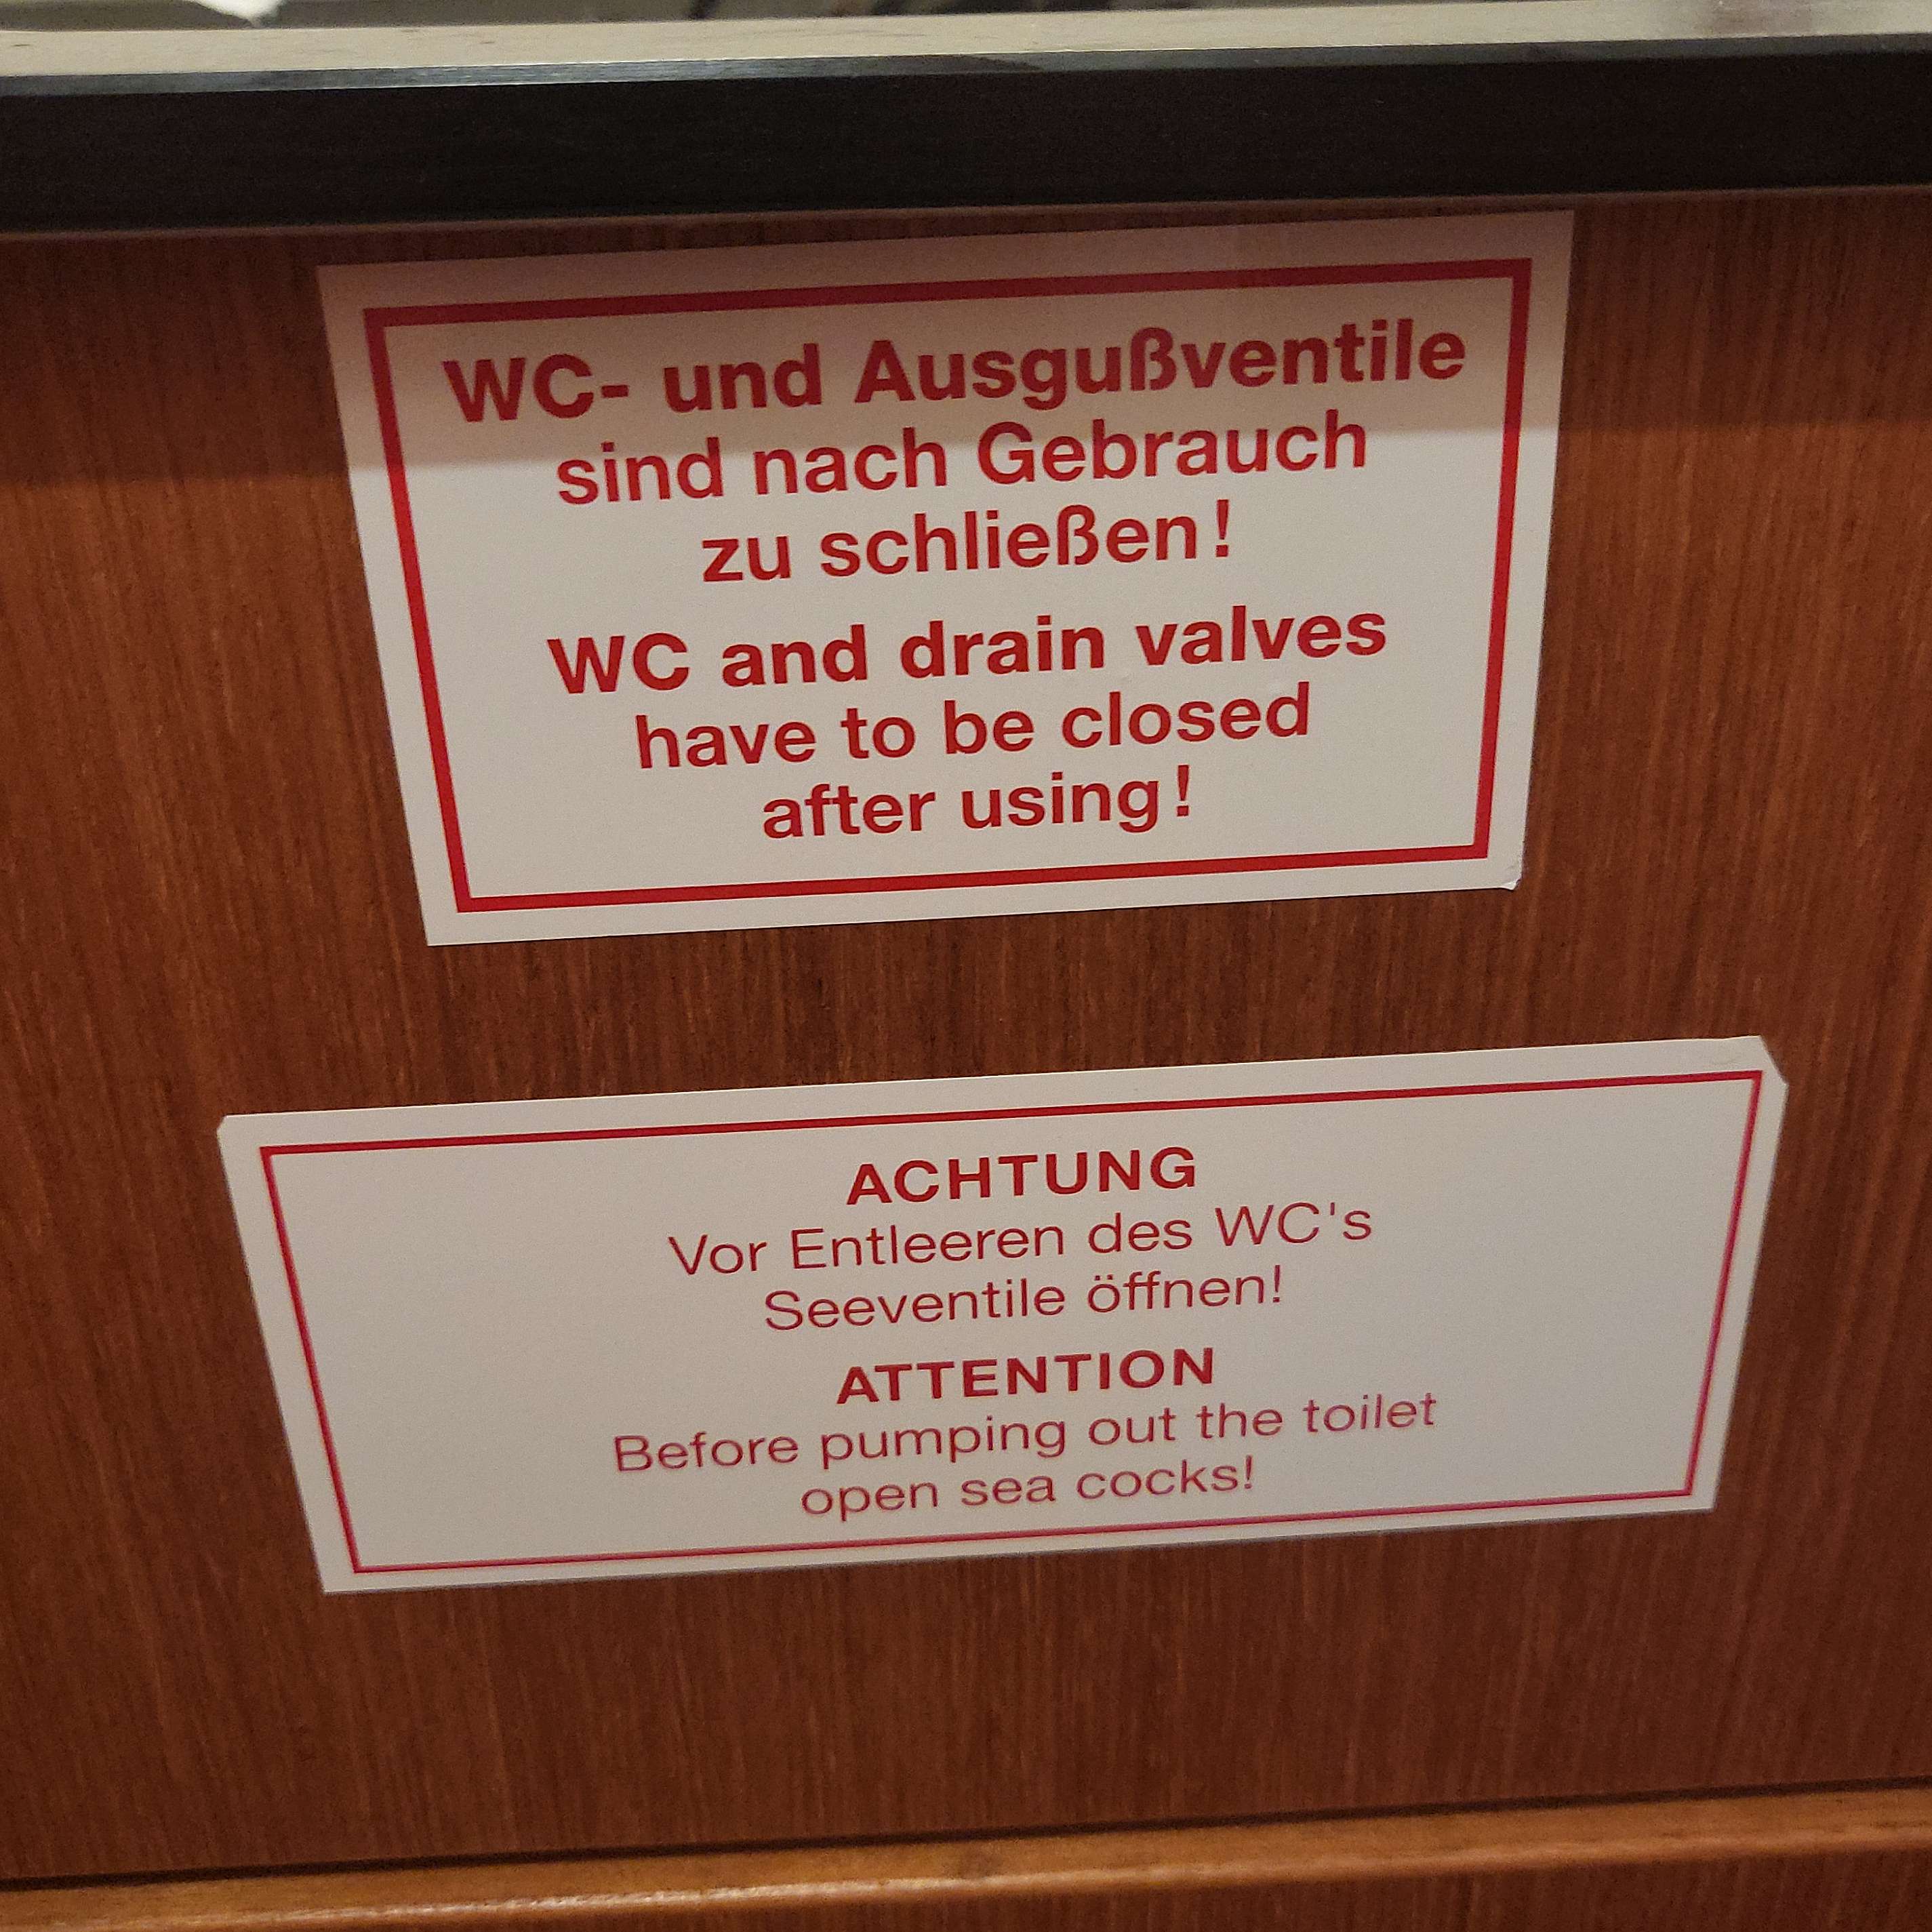 WC- und Ausgußventile
sind nach Gebrauch
zu schließen!
WC and drain valves
have to be closed
after using!
ACHTUNG
Vor Entleeren des WC's
Seeventile öffnen!
ATTENTION
Before pumping out the toilet
open sea cocks!